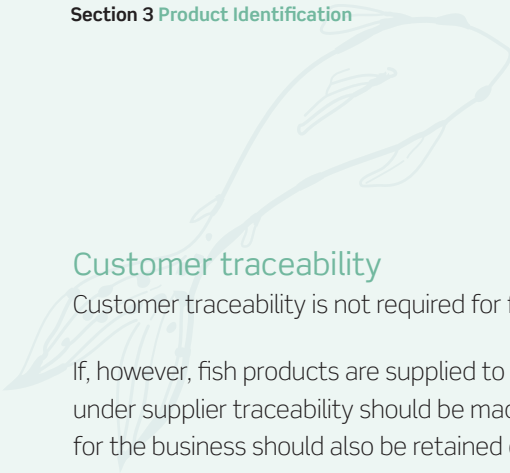 Section 3 Product Identification
Customer traceability
Customer traceability is not required for
If, however, fish products are supplied to
under supplier traceability should be
for the business should also be retained